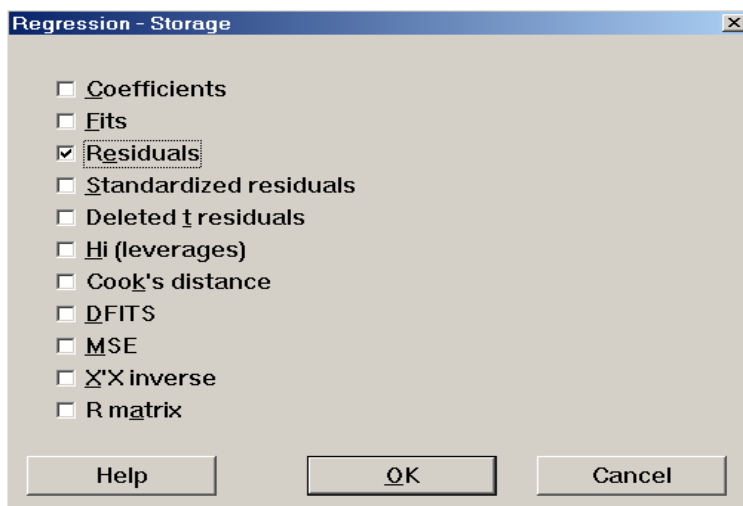 Regression - Storage
Coefficients
Fits
Residuals
Standardized residuals
Deleted t residuals
Hi (leverages)
Cook's distance
DFITS
MSE
X'X inverse
R matrix
Help
OK
Cancel